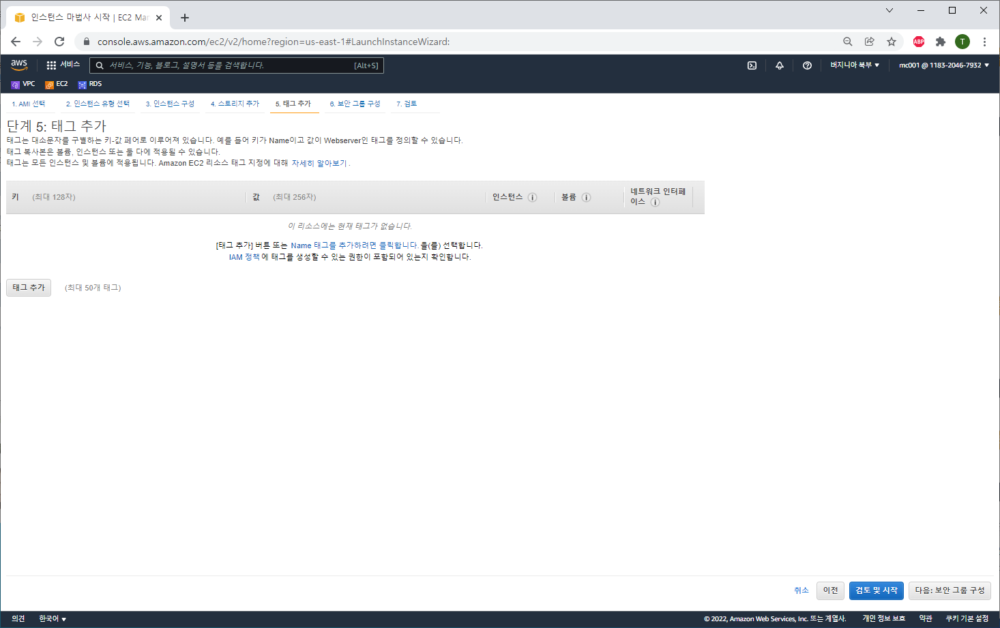 인스턴스 마법사 시작 | EC2 Mar
console.aws.amazon.com/ec2/v2/home?region=us-east-1#LaunchInstanceWizard:
ABP
T
aws
서비스
서비스, 기능, 블로그, 설명서 등을 검색합니다.
[Alt+S]
버지니아 북부
mc001 @ 1183-2046-7932
VPC
EC2
RDS
1. AMI 선택
2. 인스턴스 유형 선택
3. 인스턴스 구성
4. 스토리지 추가
5. 태그 추가
6. 보안 그룹 구성
7. 검토
단계 5: 태그 추가
태그는 대소문자를 구별하는 키-값 페어로 이루어져 있습니다. 예를 들어 키가 Name이고 값이 Webserver인 태그를 정의할 수 있습니다.
태그 복사본은 볼륨, 인스턴스 또는 둘 다에 적용될 수 있습니다.
태그는 모든 인스턴스 및 볼륨에 적용됩니다. Amazon EC2 리소스 태그 지정에 대해 자세히 알아보기 .
키 (최대 128자)
값 (최대 256자)
인스턴스
볼륨
네트워크 인터페
이스
이 리소스에는 현재 태그가 없습니다.
[태그 추가] 버튼 또는 Name 태그를 추가하려면 클릭합니다. 을(를) 선택합니다.
IAM 정책 에 태그를 생성할 수 있는 권한이 포함되어 있는지 확인합니다.
태그 추가
(최대 50개 태그)
취소
이전
검토 및 시작
다음: 보안 그룹 구성
의견
한국어
© 2022, Amazon Web Services, Inc. 또는 계열사.
개인 정보 보호
약관
쿠키 기본 설정